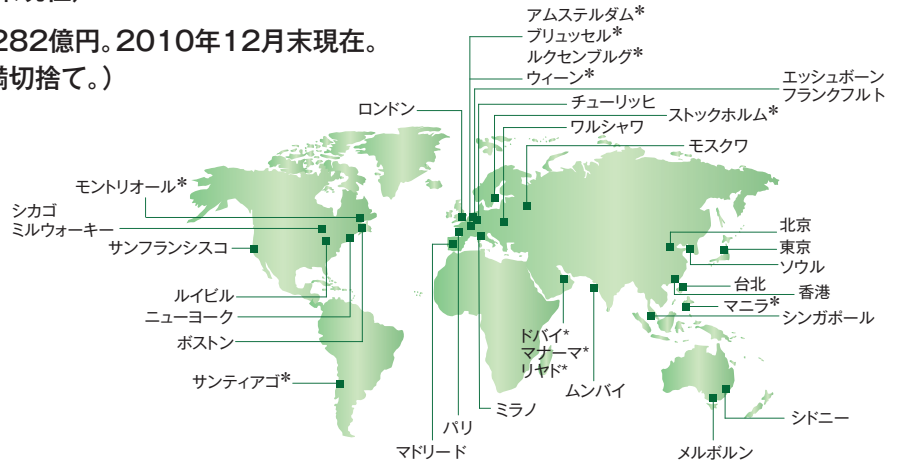 282億円。2010年12月末現在。
切捨て。)
アムステルダム*
ブリュッセル*
ルクセンブルグ*
ウィーン*
エッシュボーン
フランクフルト
ロンドン
チューリッヒ
ストックホルム*
ワルシャワ
モスクワ
モントリオール*
シカゴ
ミルウォーキー
サンフランシスコ
北京
東京
ソウル
台北
香港
マニラ*
シンガポール
ルイビル
ニューヨーク
ボストン
サンティアゴ*
ドバイ*
マナーマ*
リヤド*
ムンバイ
ミラノ
パリ
マドリード
シドニー
メルボルン